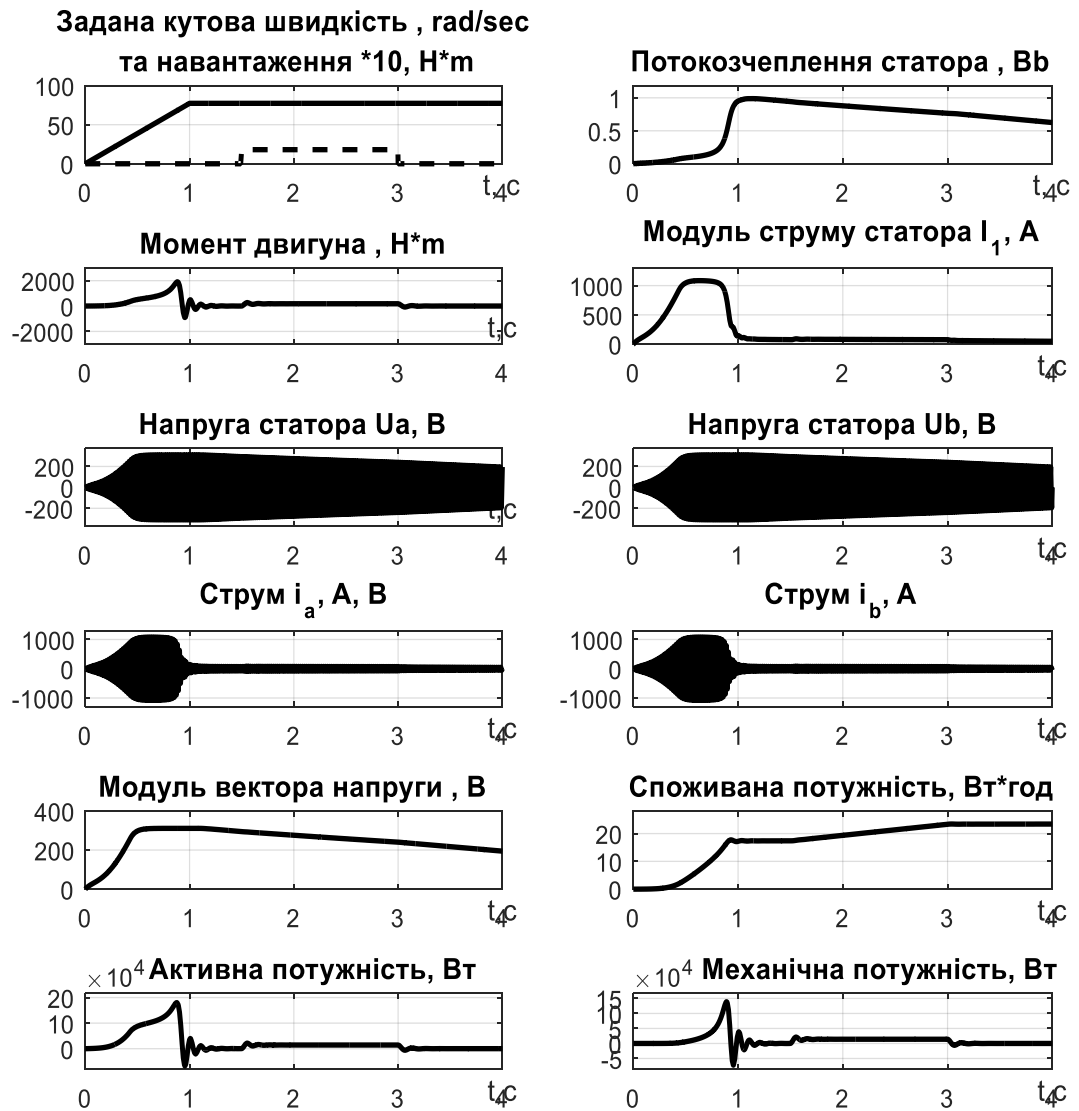 Задана кутова швидкість , rad/sec
та навантаження *10, Н*m
100
50
0
0 1 2 3 4
t,c
Потокозчеплення статора , Вb
1
0.5
0
0 1 2 3 4
t,c
Момент двигуна , Н*m
2000
0
-2000
0 1 2 3 4
t,c
Модуль струму статора I1, А
1000
500
0
0 1 2 3 4
t,c
Напруга статора Ua, В
200
0
-200
0 1 2 3 4
t,c
Напруга статора Ub, В
200
0
-200
0 1 2 3 4
t,c
Струм ia, А, В
1000
0
-1000
0 1 2 3 4
t,c
Струм ib, А
1000
0
-1000
0 1 2 3 4
t,c
Модуль вектора напруги , В
400
200
0
0 1 2 3 4
t,c
Споживана потужність, Вт*год
20
10
0
0 1 2 3 4
t,c
×10⁴ Активна потужність, Вт
20
10
0
0 1 2 3 4
t,c
×10⁴ Механічна потужність, Вт
15
10
5
0
-5
0 1 2 3 4
t,c